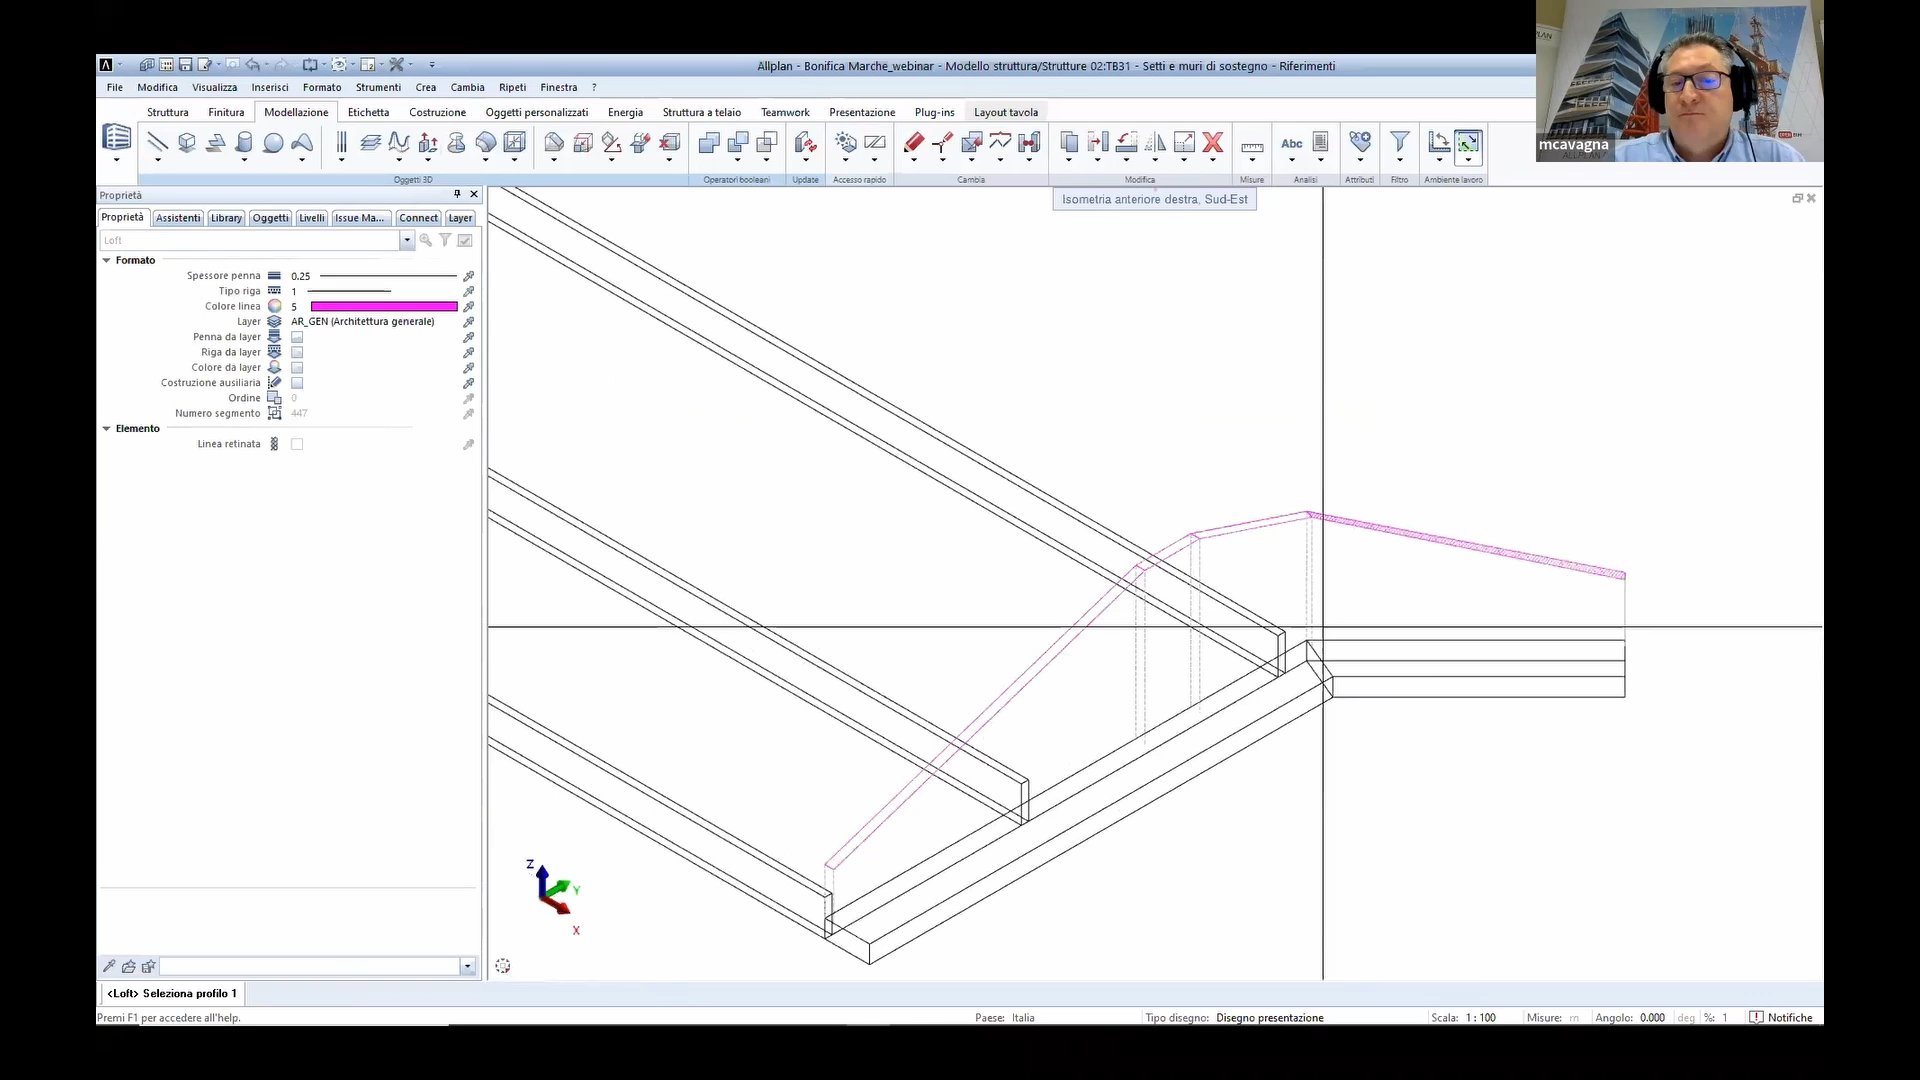 Allplan - Bonifica Marche_webinar - Modello struttura/Strutture 02:TB31 - Setti e muri di sostegno - Riferimenti
File Modifica Visualizza Inserisci Formato Strumenti Crea Cambia Ripeti Finestra ?
Struttura Finitura Modellazione Etichetta Costruzione Oggetti personalizzati Energia Struttura a telaio Teamwork Presentazione Plug-ins Layout tavola
Abc
Oggetti 3D Operatori booleani Update Accesso rapido Cambia Modifica Misure Analisi Attributi Filtro Ambiente lavoro
mcavagna
Isometria anteriore destra, Sud-Est
Proprietà
Proprietà Assistenti Library Oggetti Livelli Issue Ma... Connect Layer
Loft
Formato
Spessore penna 0.25
Tipo riga 1
Colore linea 5
Layer AR_GEN (Architettura generale)
Penna da layer
Riga da layer
Colore da layer
Costruzione ausiliaria
Ordine 0
Numero segmento 447
Elemento
Linea retinata
Z
Y
X
<Loft> Seleziona profilo 1
Premi F1 per accedere all'help.
Paese: Italia
Tipo disegno: Disegno presentazione
Scala: 1 : 100
Misure: m
Angolo: 0.000 deg
%: 1
Notifiche